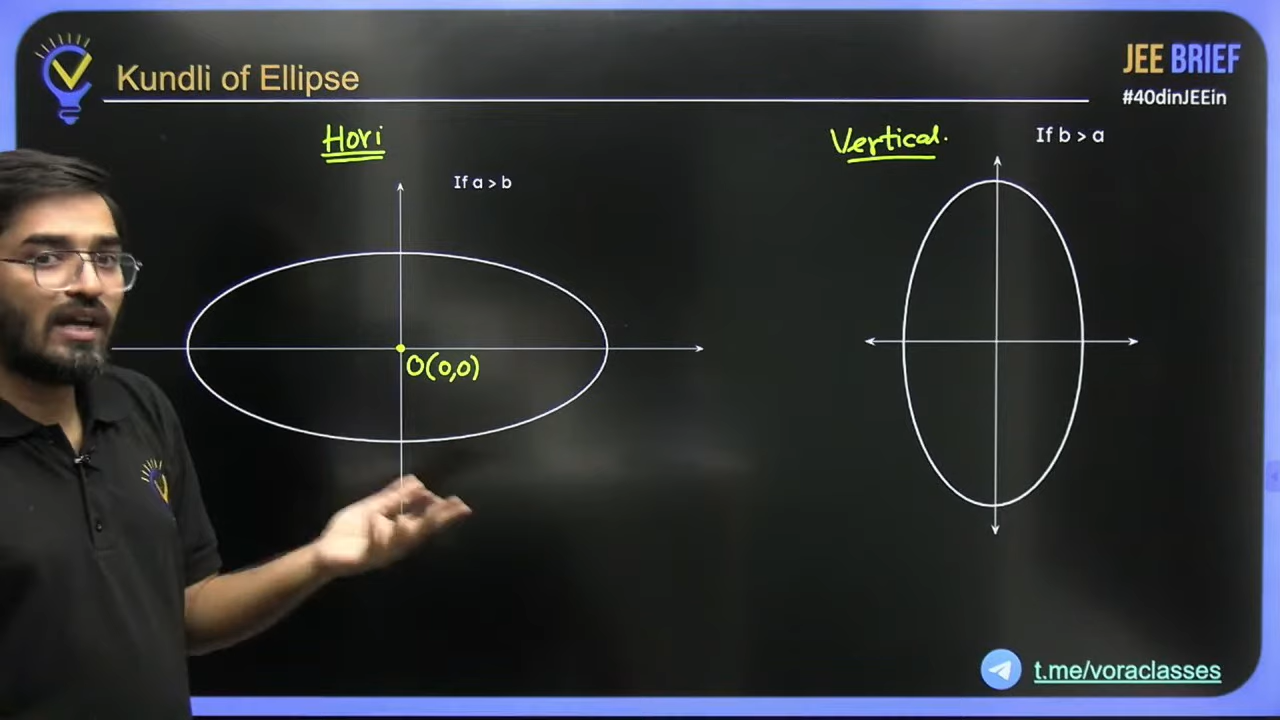 Kundli of Ellipse
JEE BRIEF
#40dinJEEin
Hori
If a > b
O(0,0)
Vertical.
If b > a
t.me/voraclasses